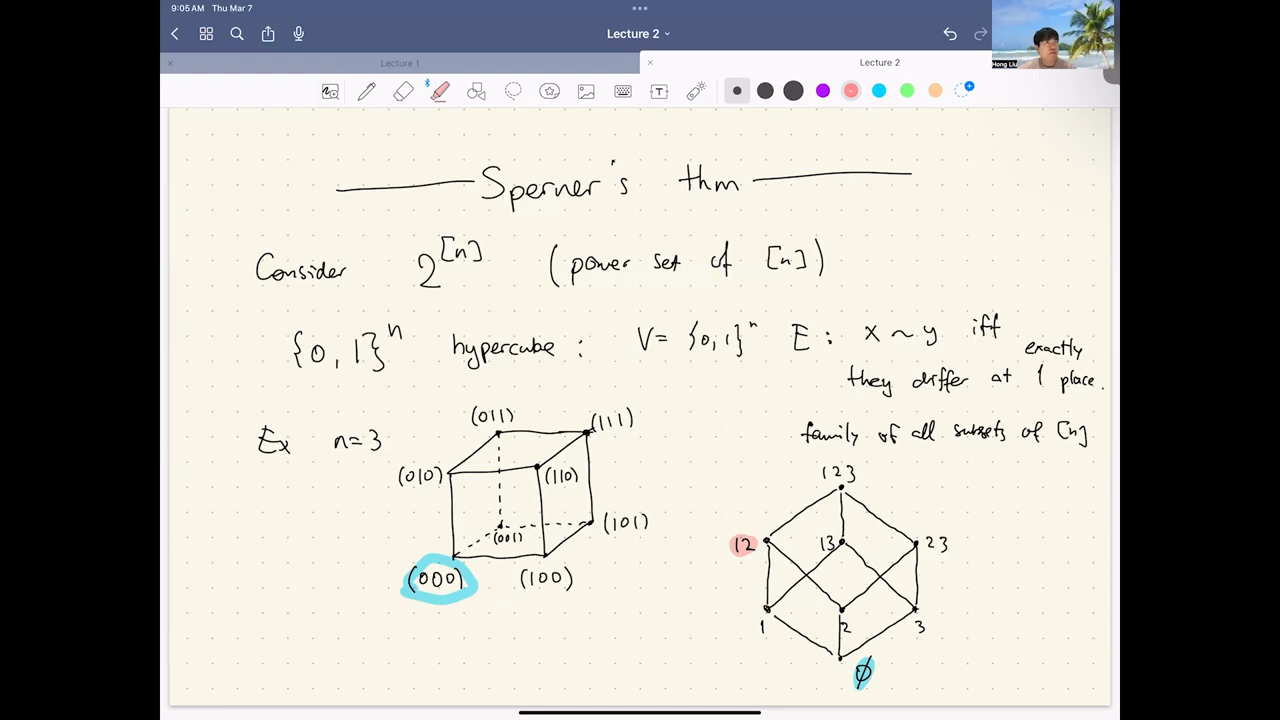 9:05 AM Thu Mar 7
Lecture 2
Hong Liu
Lecture 1
Lecture 2
Sperner's thm
Consider 2^[n] (power set of [n])
{0,1}^n hypercube : V= {0,1}^n E : x ~ y iff exactly
they differ at 1 place.
Ex n=3
family of all subsets of [n]
(011)
(111)
(010)
(110)
(001)
(101)
(000)
(100)
123
12
13
23
1
2
3
∅